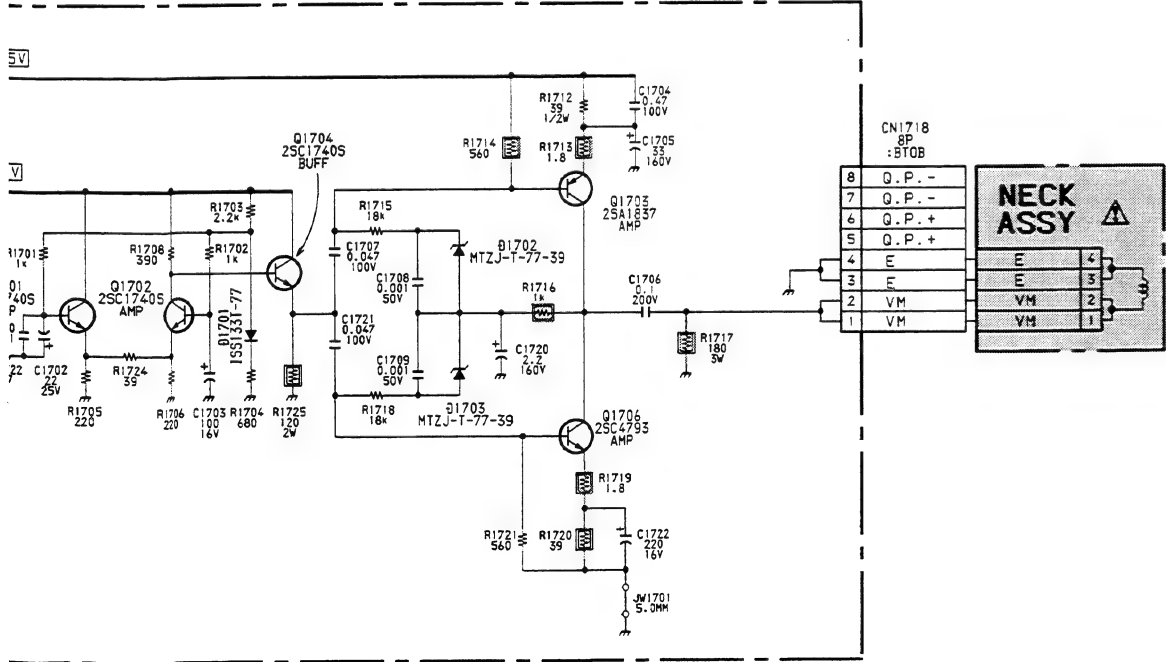 5V
V
R1712
39
1/2W
C1704
0.47
100V
R1714
560
R1713
1.8
C1705
33
160V
Q1704
2SC1740S
BUFF
CN1718
8P
:BTOB
8 Q.P.-
7 Q.P.-
6 Q.P.+
5 Q.P.+
4 E
3 E
2 VM
1 VM
NECK
ASSY
E 4
E 3
VM 2
VM 1
R1703
2.2k
R1715
18k
Q1703
2SA1837
AMP
R1701
1k
R1708
390
R1702
1k
C1707
0.047
100V
D1702
MTZJ-T-77-39
C1708
0.001
50V
R1716
1k
C1706
0.1
200V
01
740S
P
Q1702
2SC1740S
AMP
D1701
1SS133T-77
C1721
0.047
100V
C1720
2.2
160V
R1717
180
3W
C1709
0.001
50V
22
C1702
22
25V
R1724
39
R1705
220
R1706
220
C1703
100
16V
R1704
680
R1725
120
2W
R1718
18k
D1703
MTZJ-T-77-39
Q1706
2SC4793
AMP
R1719
1.8
R1721
560
R1720
39
C1722
220
16V
JW1701
5.0MM